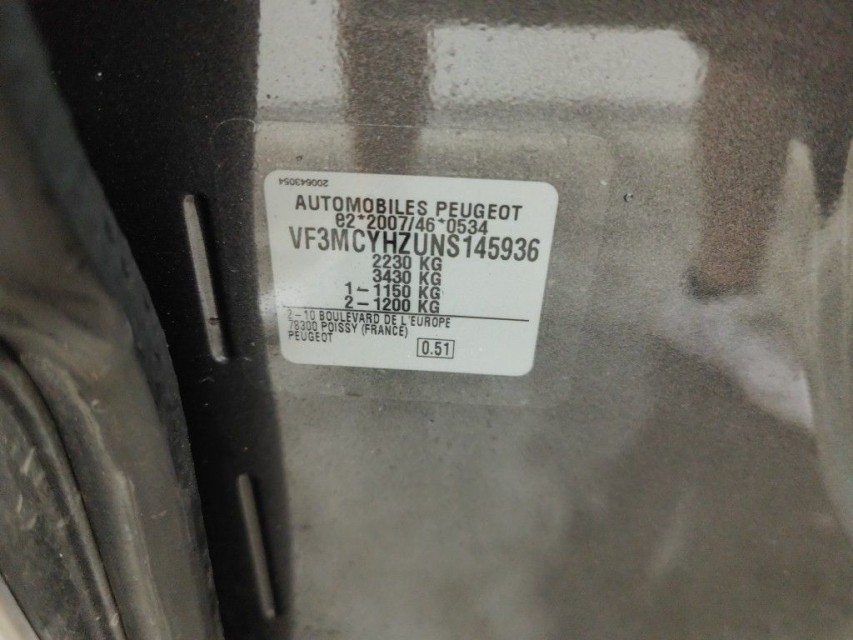 200643054
AUTOMOBILES PEUGEOT
e2*2007/46*0534
VF3MCYHZUNS145936
2230 KG
3430 KG
1-1150 KG
2-1200 KG
2-10 BOULEVARD DE L'EUROPE
78300 POISSY (FRANCE)
PEUGEOT
0.51